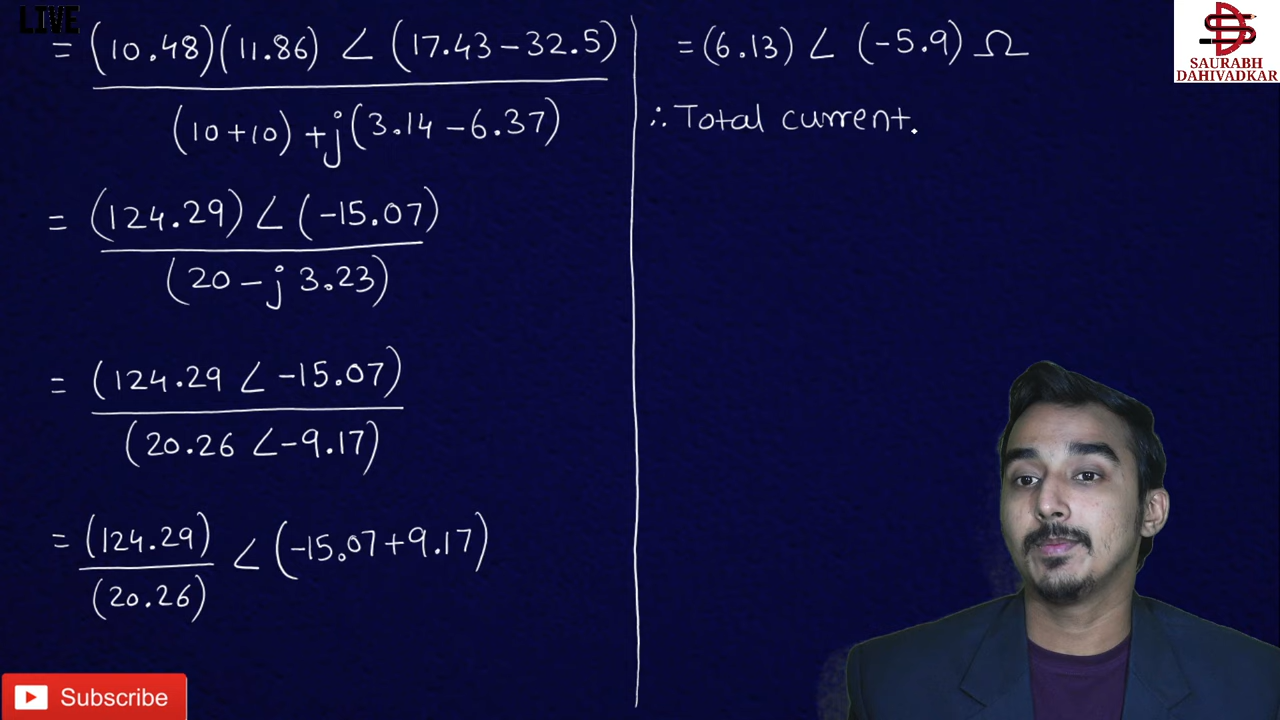 LIVE
= (10.48)(11.86) ∠ (17.43-32.5)
(10+10) +j(3.14-6.37)
= (124.29) ∠ (-15.07)
(20 - j 3.23)
= (124.29 ∠ -15.07)
(20.26 ∠-9.17)
= (124.29) ∠ (-15.07+9.17)
(20.26)
= (6.13) ∠ (-5.9) Ω
∴ Total current.
SAURABH
DAHIVADKAR
Subscribe